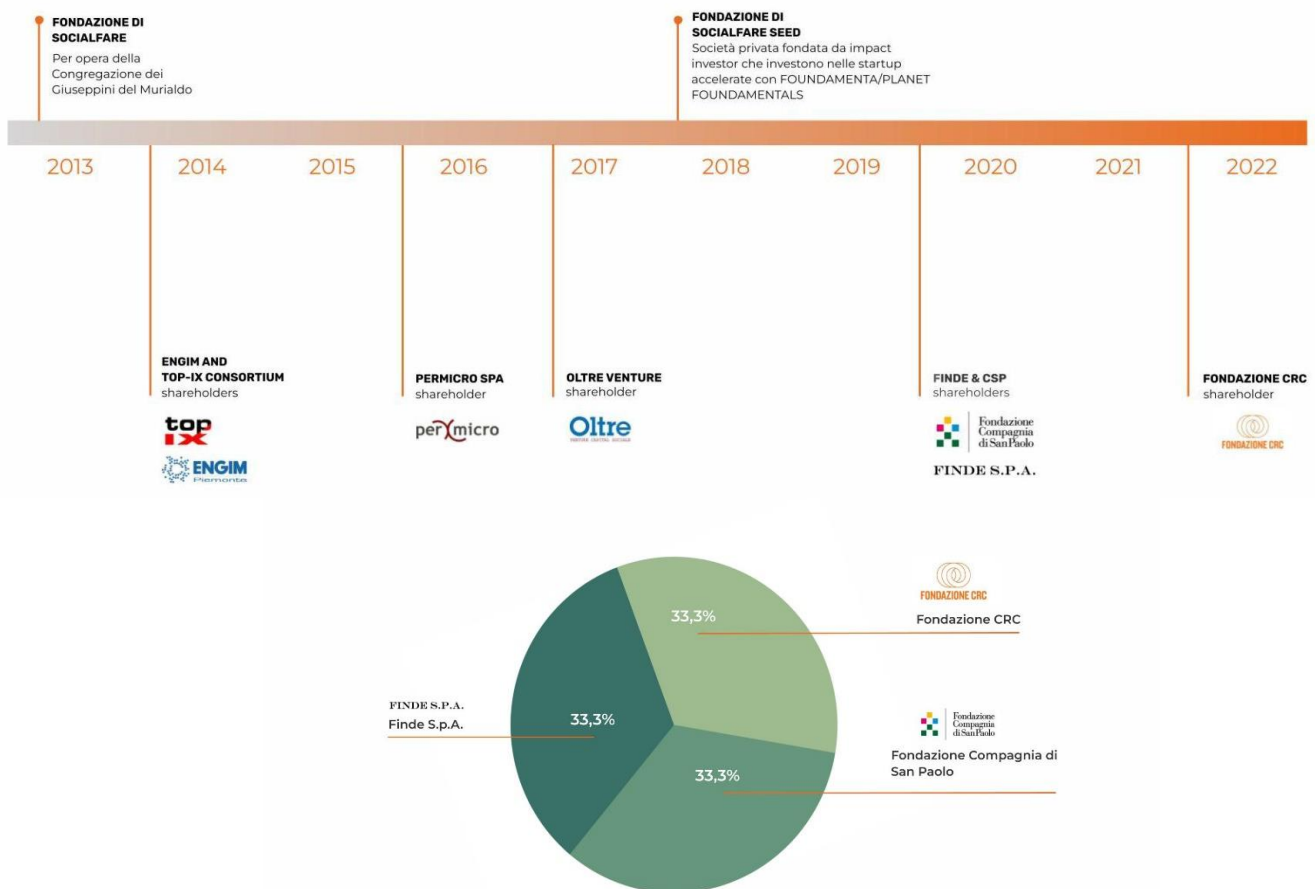 FONDAZIONE DI
SOCIALFARE
Per opera della
Congregazione dei
Giuseppini del Murialdo
FONDAZIONE DI
SOCIALFARE SEED
Società privata fondata da impact
investor che investono nelle startup
accelerate con FOUNDAMENTA/PLANET
FOUNDAMENTALS
2013 2014 2015 2016 2017 2018 2019 2020 2021 2022
ENGIM AND
TOP-IX CONSORTIUM
shareholders
top
IX
ENGIM
Piemonte
PERMICRO SPA
shareholder
permicro
OLTRE VENTURE
shareholder
Oltre
VENTURE CAPITAL SOCIALE
FINDE & CSP
shareholders
Fondazione
Compagnia
di San Paolo
FINDE S.P.A.
FONDAZIONE CRC
shareholder
FONDAZIONE CRC
33,3%
FONDAZIONE CRC
Fondazione CRC
FINDE S.P.A.
Finde S.p.A.
33,3%
33,3%
Fondazione
Compagnia
di San Paolo
Fondazione Compagnia di
San Paolo